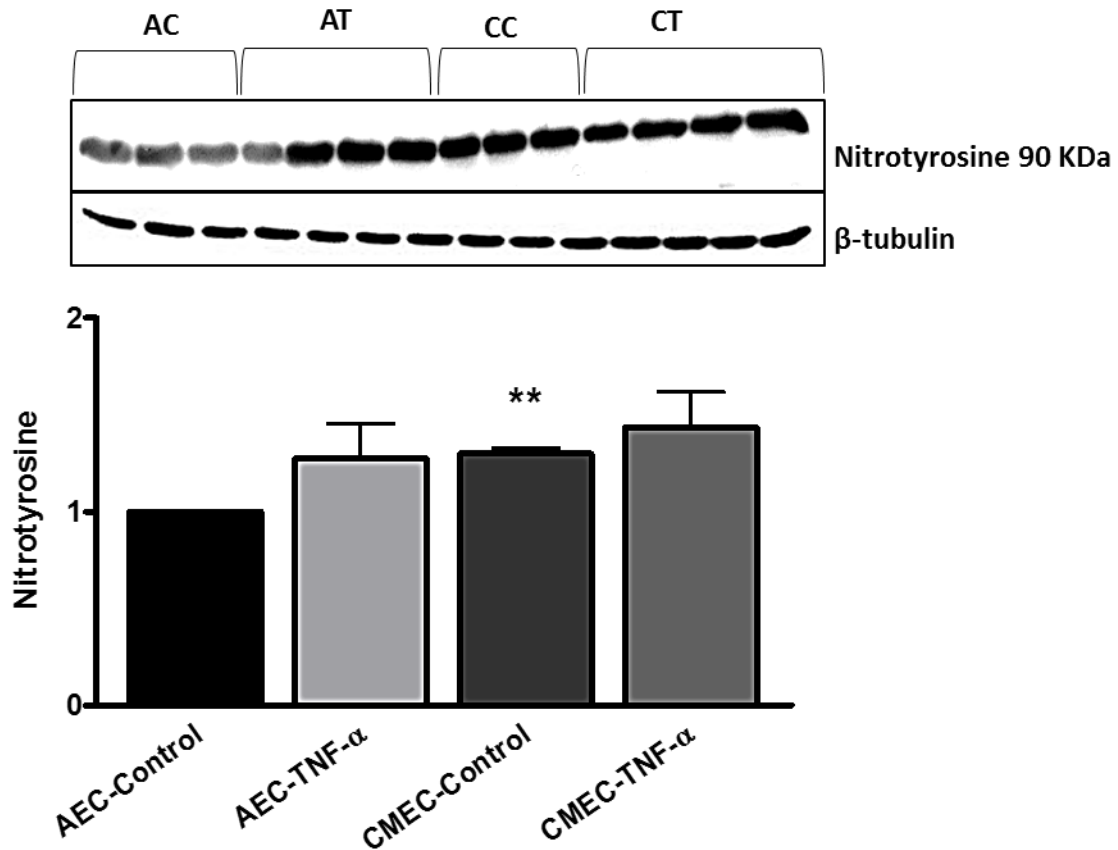 AC AT CC CT
Nitrotyrosine 90 KDa
β-tubulin
2
**
1
0
Nitrotyrosine
AEC-Control
AEC-TNF-α
CMEC-Control
CMEC-TNF-α